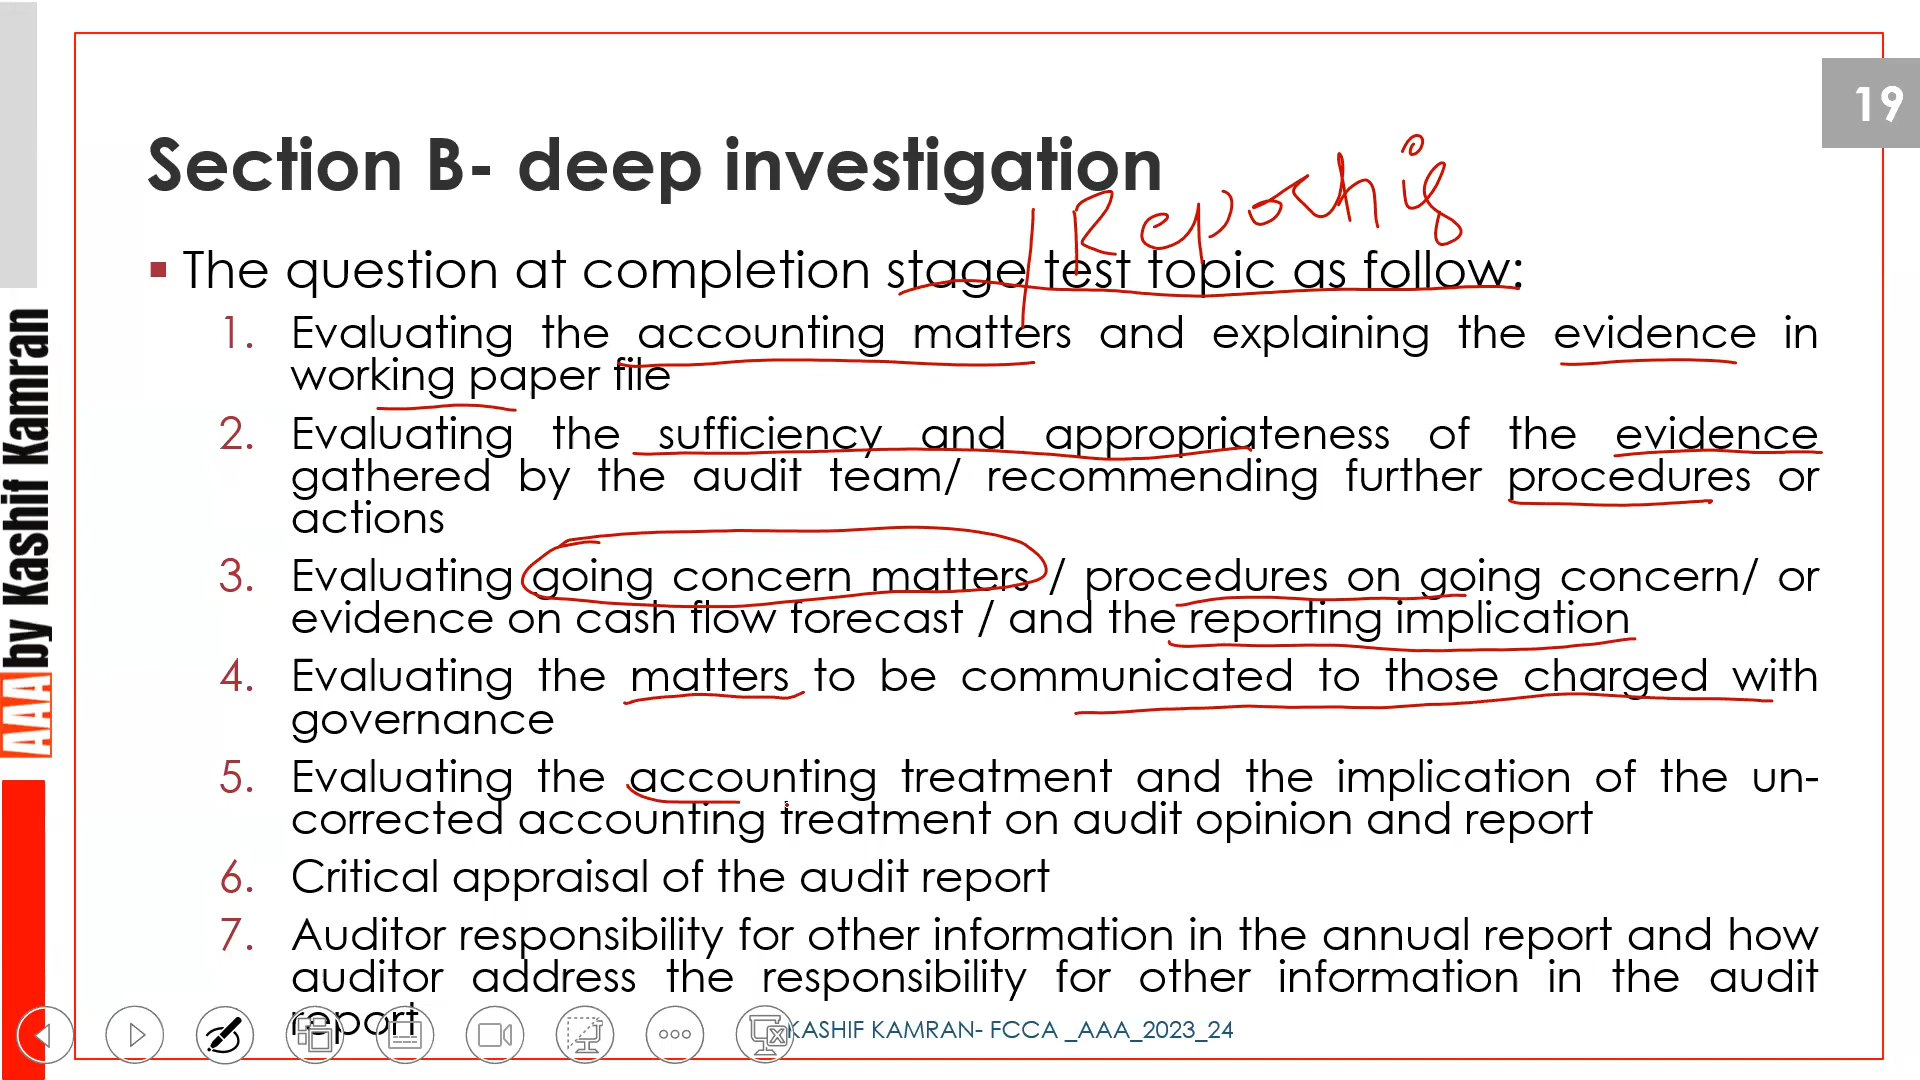 19
Section B- deep investigation
Reporting
The question at completion stage test topic as follow:
1. Evaluating the accounting matters and explaining the evidence in
working paper file
2. Evaluating the sufficiency and appropriateness of the evidence
gathered by the audit team/ recommending further procedures or
actions
3. Evaluating going concern matters / procedures on going concern/ or
evidence on cash flow forecast / and the reporting implication
4. Evaluating the matters to be communicated to those charged with
governance
5. Evaluating the accounting treatment and the implication of the un-
corrected accounting treatment on audit opinion and report
6. Critical appraisal of the audit report
7. Auditor responsibility for other information in the annual report and how
auditor address the responsibility for other information in the audit
report
KASHIF KAMRAN- FCCA _AAA_2023_24
AAA by Kashif Kamran